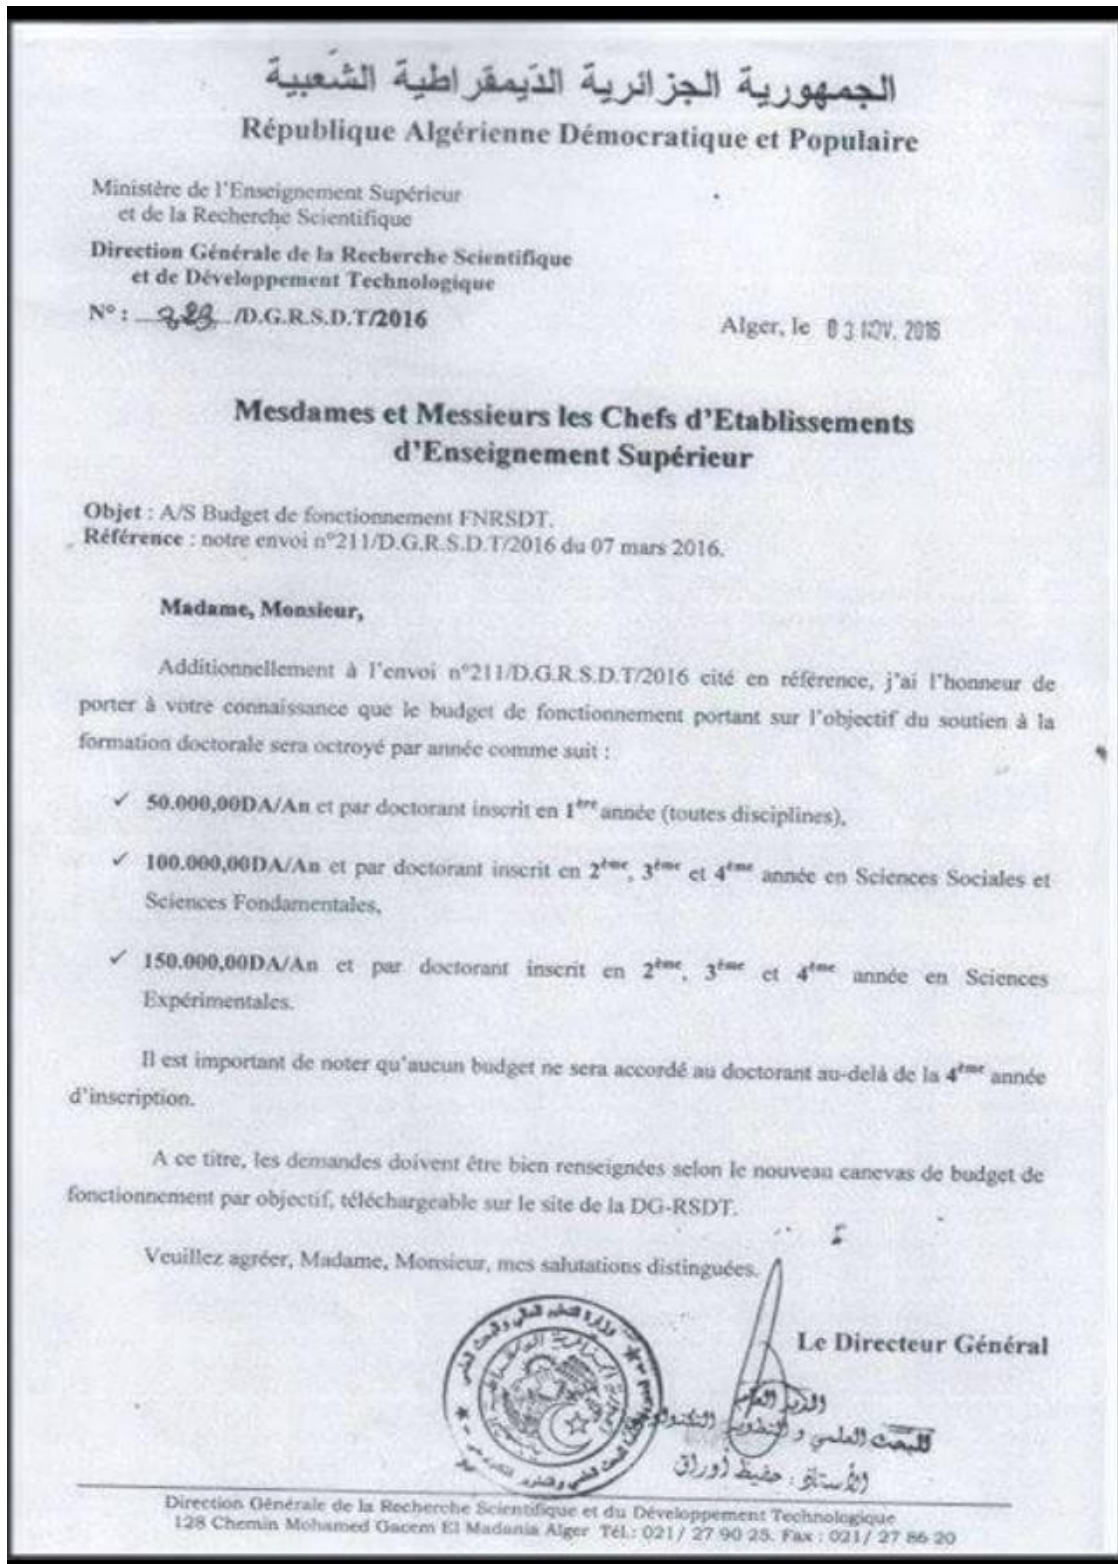 الجمهورية الجزائرية الديمقراطية الشعبية
République Algérienne Démocratique et Populaire
Ministère de l'Enseignement Supérieur
et de la Recherche Scientifique
Direction Générale de la Recherche Scientifique
et de Développement Technologique
N° : /D.G.R.S.D.T/2016
Alger, le 03 NOV. 2016
Mesdames et Messieurs les Chefs d'Etablissements
d'Enseignement Supérieur
Objet : A/S Budget de fonctionnement FNRSDT.
Référence : notre envoi n°211/D.G.R.S.D.T/2016 du 07 mars 2016.
Madame, Monsieur,
Additionnellement à l'envoi n°211/D.G.R.S.D.T/2016 cité en référence, j'ai l'honneur de
porter à votre connaissance que le budget de fonctionnement portant sur l'objectif du soutien à la
formation doctorale sera octroyé par année comme suit :
✓ 50.000,00DA/An et par doctorant inscrit en 1ère année (toutes disciplines),
✓ 100.000,00DA/An et par doctorant inscrit en 2ème, 3ème et 4ème année en Sciences Sociales et
Sciences Fondamentales,
✓ 150.000,00DA/An et par doctorant inscrit en 2ème, 3ème et 4ème année en Sciences
Expérimentales.
Il est important de noter qu'aucun budget ne sera accordé au doctorant au-delà de la 4ème année
d'inscription.
A ce titre, les demandes doivent être bien renseignées selon le nouveau canevas de budget de
fonctionnement par objectif, téléchargeable sur le site de la DG-RSDT.
Veuillez agréer, Madame, Monsieur, mes salutations distinguées.
Le Directeur Général
المدير العام
للبحث العلمي و التطوير التكنولوجي
الأستاذ : حفيظ أوراق
وزارة التعليم العالي والبحث العلمي
Direction Générale de la Recherche Scientifique et du Développement Technologique
128 Chemin Mohamed Gacem El Madania Alger Tél.: 021/ 27 90 25. Fax : 021/ 27 86 20